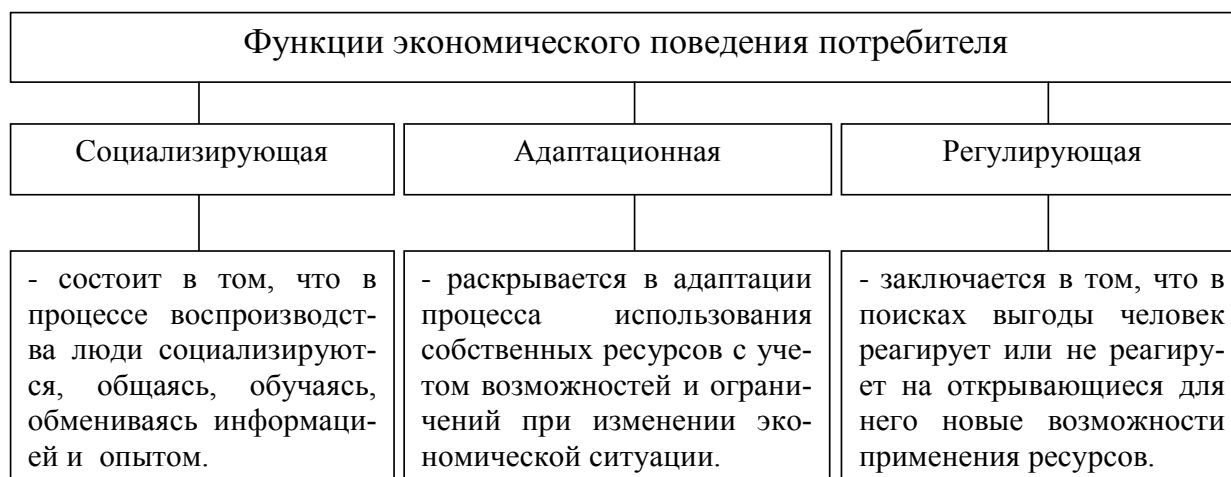 Функции экономического поведения потребителя
Социализирующая
Адаптационная
Регулирующая
- состоит в том, что в
процессе воспроизводст-
ва люди социализируют-
ся, общаясь, обучаясь,
обмениваясь информаци-
ей и опытом.
- раскрывается в адаптации
процесса использования
собственных ресурсов с уче-
том возможностей и ограни-
чений при изменении эко-
номической ситуации.
- заключается в том, что в
поисках выгоды человек
реагирует или не реагиру-
ет на открывающиеся для
него новые возможности
применения ресурсов.